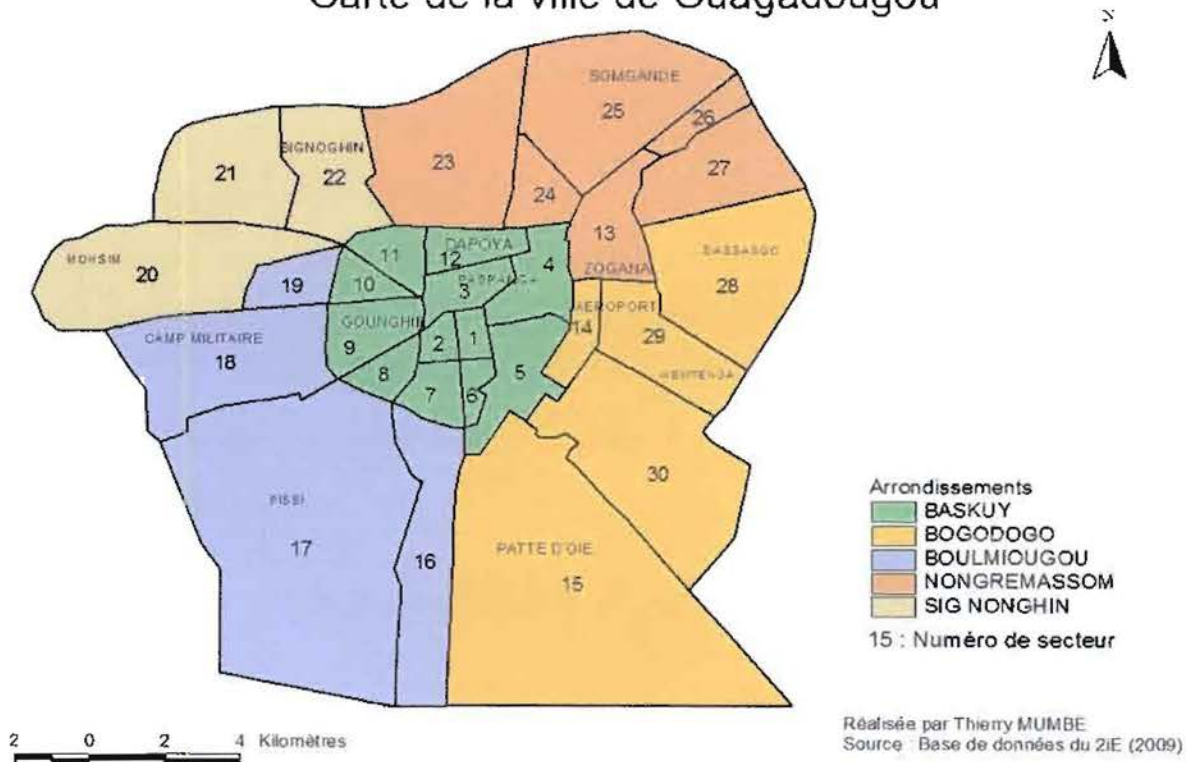 Carte de la ville de Ouagadougou
N
SOMGANDE
25
26
SIGNOGHIN
23
27
21
22
24
13
DAPOYA
11
12
4
ZOGANA
28
20
19
10
3
AEROPORT
GOUNGHIN
14
29
CAMP MILITAIRE
2
1
18
9
8
5
7
6
30
PISSI
17
16
PATTE D'OIE
15
Arrondissements
BASKUY
BOGODOGO
BOULMIOUGOU
NONGREMASSOM
SIG NONGHIN
15 : Numéro de secteur
2 0 2 4 Kilomètres
Réalisée par Thierry MUMBE
Source : Base de données du 2iE (2009)